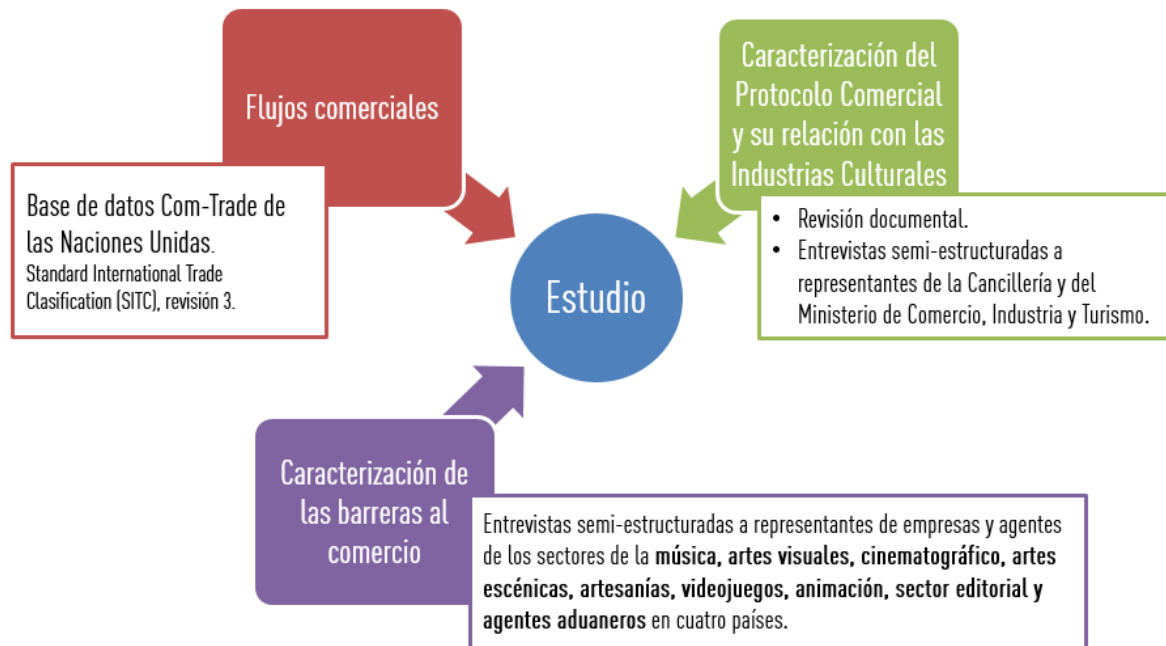 Flujos comerciales
Base de datos Com-Trade de
las Naciones Unidas.
Standard International Trade
Clasification (SITC), revisión 3.
Caracterización del
Protocolo Comercial
y su relación con las
Industrias Culturales
• Revisión documental.
• Entrevistas semi-estructuradas a
representantes de la Cancillería y del
Ministerio de Comercio, Industria y Turismo.
Estudio
Caracterización de
las barreras al
comercio
Entrevistas semi-estructuradas a representantes de empresas y agentes
de los sectores de la música, artes visuales, cinematográfico, artes
escénicas, artesanías, videojuegos, animación, sector editorial y
agentes aduaneros en cuatro países.